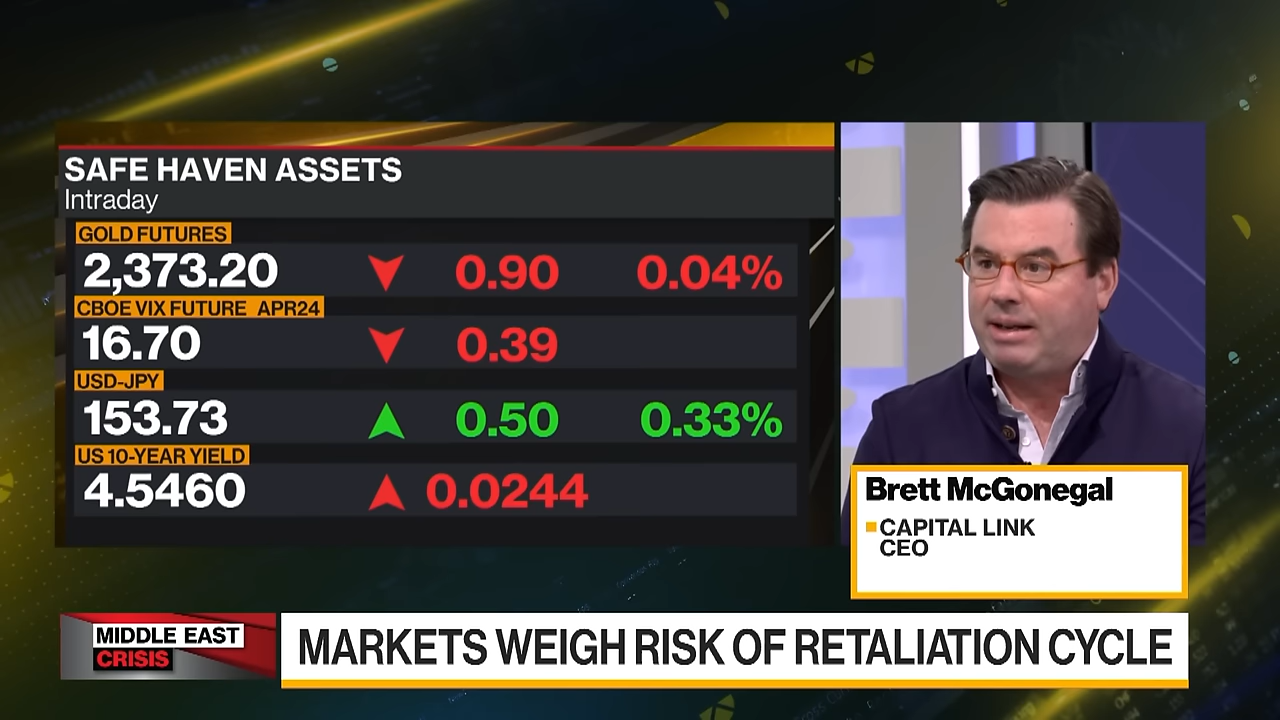 SAFE HAVEN ASSETS
Intraday
GOLD FUTURES
2,373.20 0.90 0.04%
CBOE VIX FUTURE APR24
16.70 0.39
USD-JPY
153.73 0.50 0.33%
US 10-YEAR YIELD
4.5460 0.0244
Brett McGonegal
CAPITAL LINK
CEO
MIDDLE EAST
CRISIS
MARKETS WEIGH RISK OF RETALIATION CYCLE